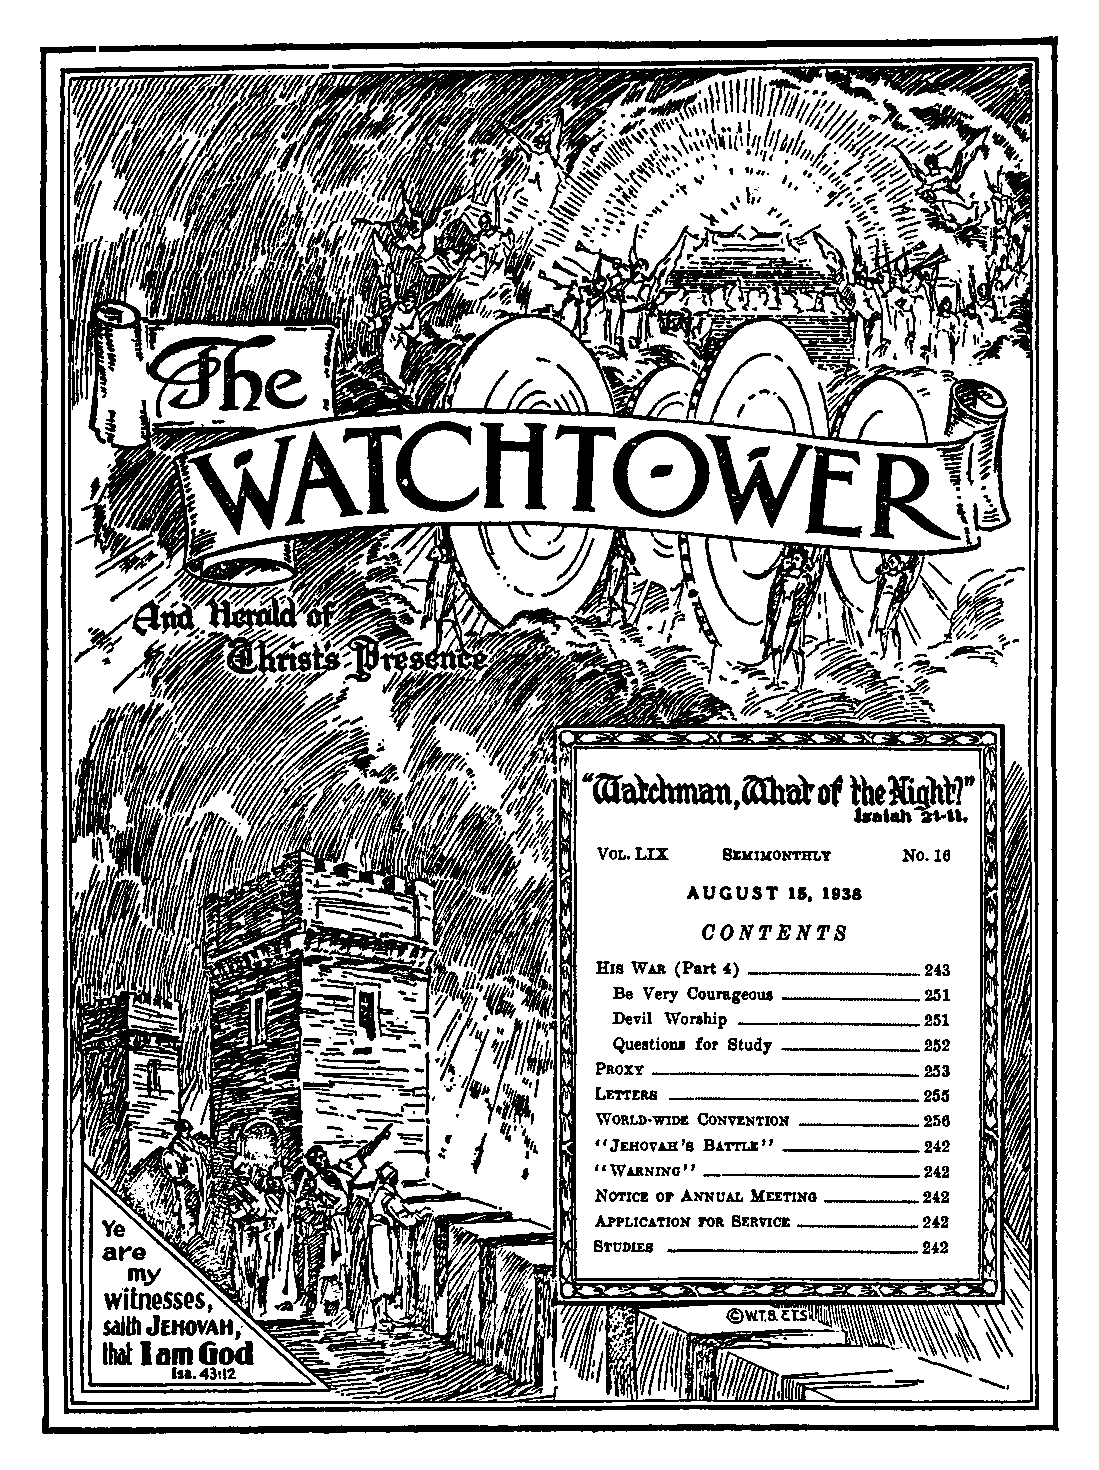 The
WATCHTOWER
And Herald of
Christ's Presence
"Watchman, What of the Night?"
Isaiah 21-11.
VOL. LIX SEMIMONTHLY No. 16
AUGUST 15, 1938
CONTENTS
HIS WAR (Part 4) 243
Be Very Courageous 251
Devil Worship 251
Questions for Study 252
PROXY 253
LETTERS 255
WORLD-WIDE CONVENTION 256
"JEHOVAH'S BATTLE" 242
"WARNING" 242
NOTICE OF ANNUAL MEETING 242
APPLICATION FOR SERVICE 242
STUDIES 242
Ye
are
my
witnesses,
saith JEHOVAH,
that I am God
Isa. 43:12
©W.T.B.&T.S.